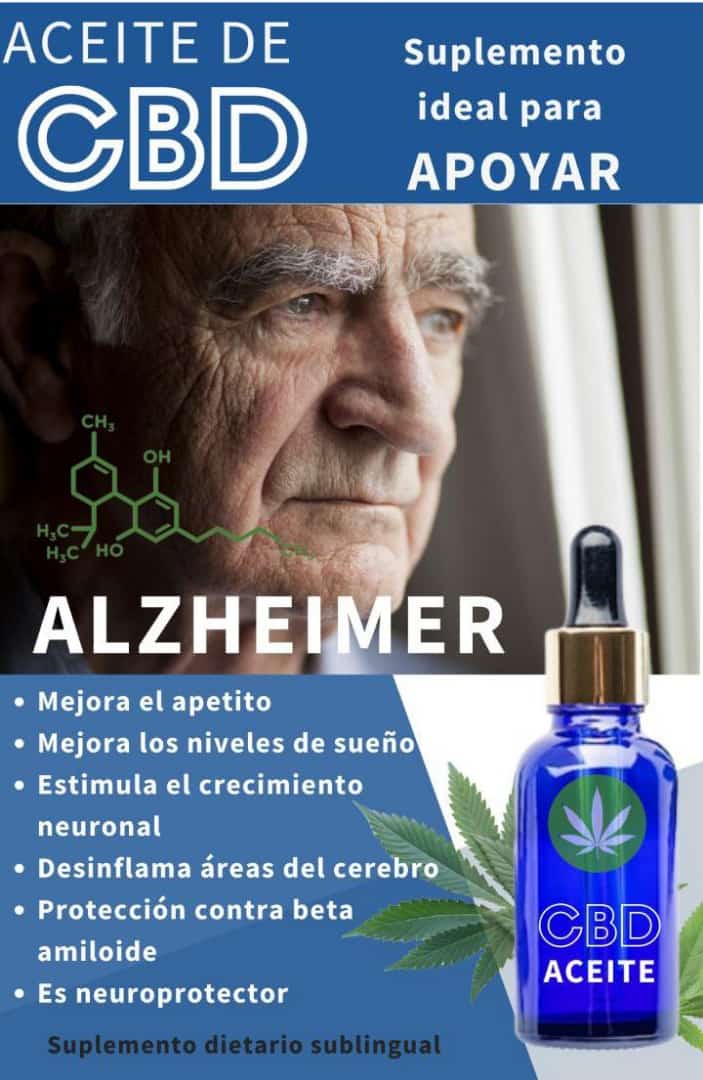 ACEITE DE
CBD
Suplemento
ideal para
APOYAR
CH₃
OH
H₃C
H₃C
HO
CH₃
ALZHEIMER
• Mejora el apetito
• Mejora los niveles de sueño
• Estimula el crecimiento
neuronal
• Desinflama áreas del cerebro
• Protección contra beta
amiloide
• Es neuroprotector
Suplemento dietario sublingual
CBD
ACEITE